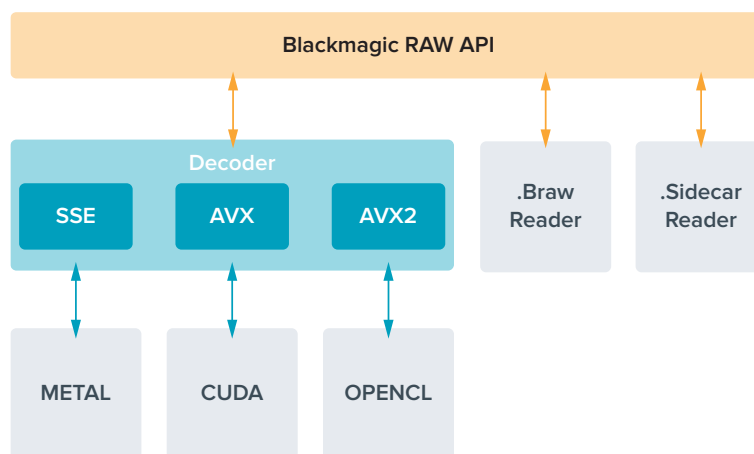 Blackmagic RAW API
Decoder
SSE
AVX
AVX2
.Braw
Reader
.Sidecar
Reader
METAL
CUDA
OPENCL